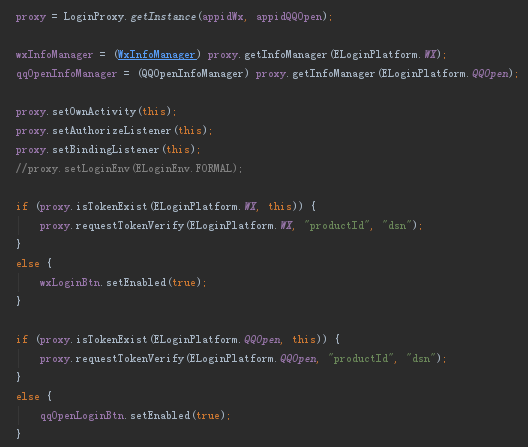 proxy = LoginProxy.getInstance(appidWx, appidQQOpen);
wxInfoManager = (WxInfoManager) proxy.getInfoManager(ELoginPlatform.WX);
qqOpenInfoManager = (QQOpenInfoManager) proxy.getInfoManager(ELoginPlatform.QQOpen);
proxy.setOwnActivity(this);
proxy.setAuthorizeListener(this);
proxy.setBindingListener(this);
//proxy.setLoginEnv(ELoginEnv.FORMAL);
if (proxy.isTokenExist(ELoginPlatform.WX, this)) {
proxy.requestTokenVerify(ELoginPlatform.WX, "productId", "dsn");
}
else {
wxLoginBtn.setEnabled(true);
}
if (proxy.isTokenExist(ELoginPlatform.QQOpen, this)) {
proxy.requestTokenVerify(ELoginPlatform.QQOpen, "productId", "dsn");
}
else {
qqOpenLoginBtn.setEnabled(true);
}